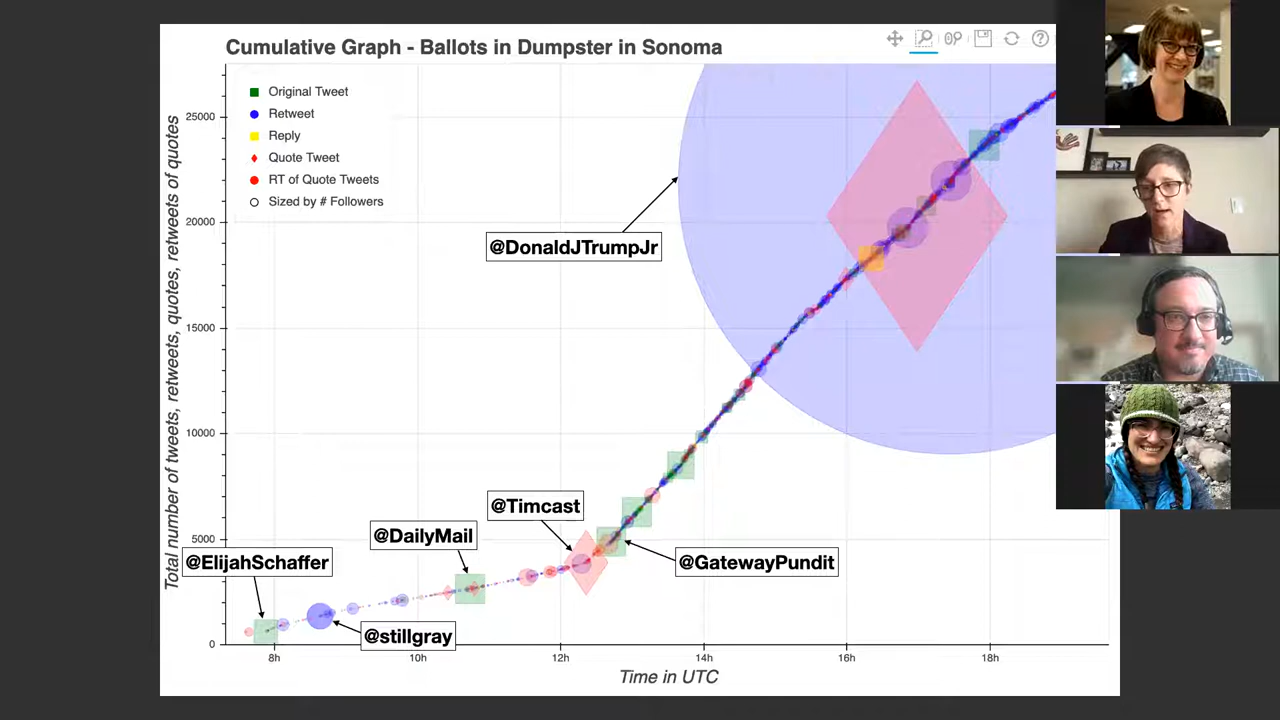 Cumulative Graph - Ballots in Dumpster in Sonoma
Original Tweet
Retweet
Reply
Quote Tweet
RT of Quote Tweets
Sized by # Followers
Total number of tweets, retweets, quotes, retweets of quotes
25000
20000
15000
10000
5000
0
@DonaldJTrumpJr
@Timcast
@DailyMail
@ElijahSchaffer
@GatewayPundit
@stillgray
8h
10h
12h
14h
16h
18h
Time in UTC